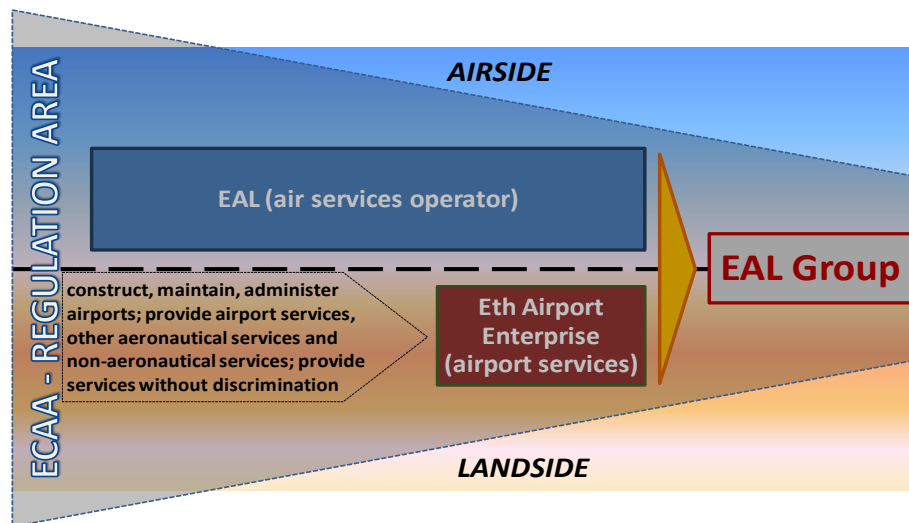 AIRSIDE
ECAA - REGULATION AREA
EAL (air services operator)
EAL Group
construct, maintain, administer
airports; provide airport services,
other aeronautical services and
non-aeronautical services; provide
services without discrimination
Eth Airport
Enterprise
(airport services)
LANDSIDE